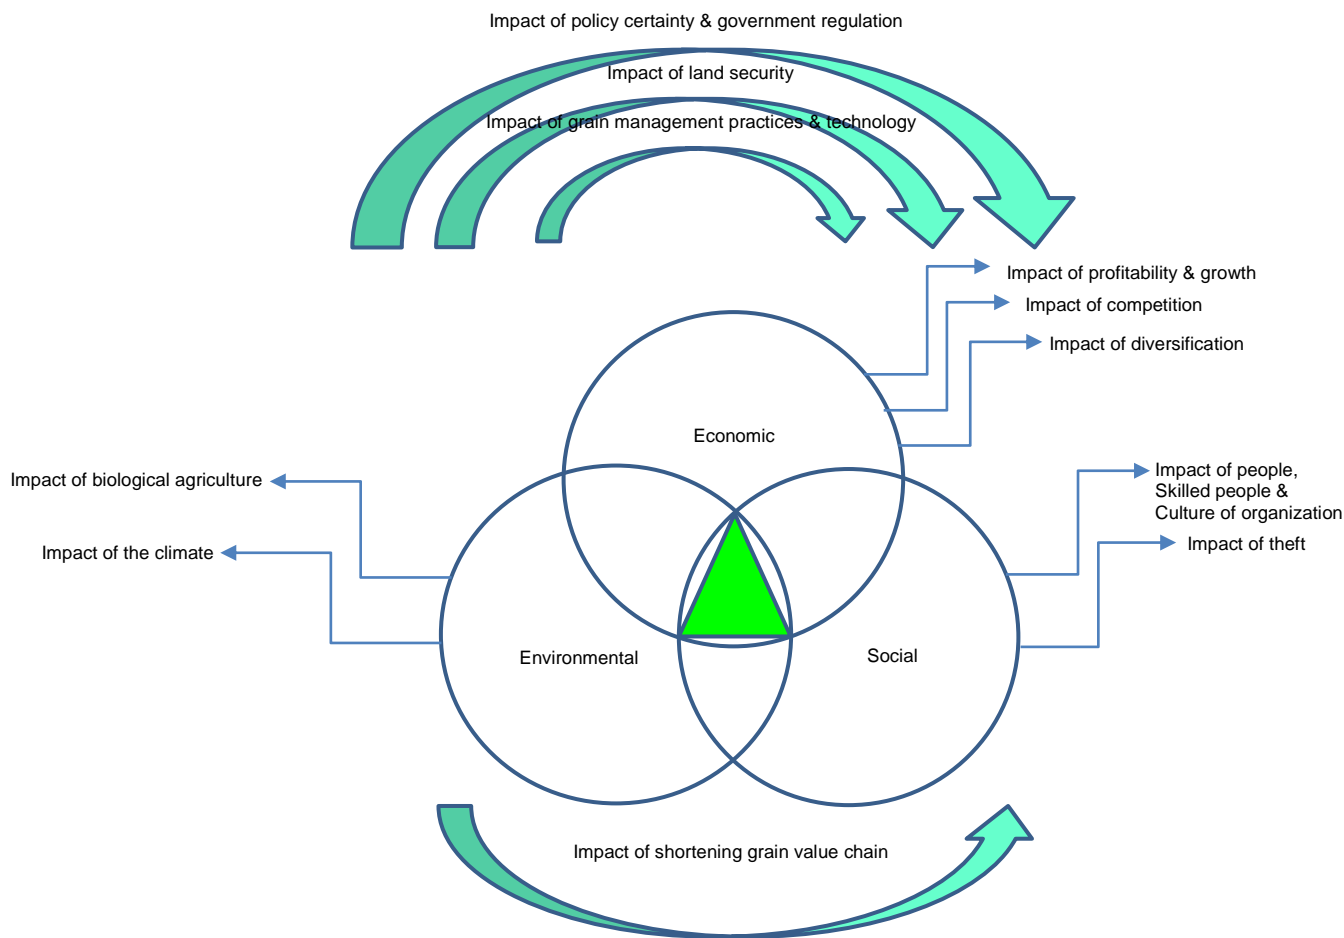 Impact of policy certainty & government regulation
Impact of land security
Impact of grain management practices & technology
Impact of profitability & growth
Impact of competition
Impact of diversification
Economic
Impact of biological agriculture
Impact of people,
Skilled people &
Culture of organization
Impact of the climate
Impact of theft
Environmental
Social
Impact of shortening grain value chain